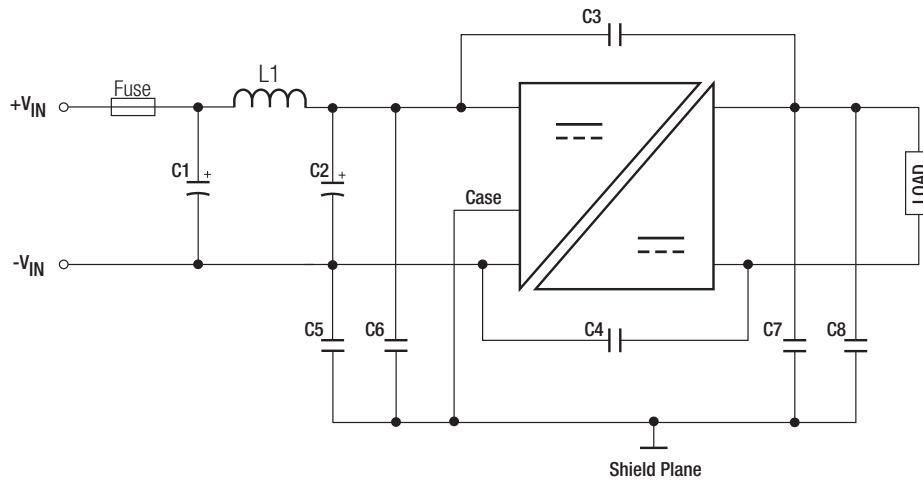 C3
L1
Fuse
+VIN
C1
+
C2
+
Case
LOAD
-VIN
C5
C6
C4
C7
C8
Shield Plane